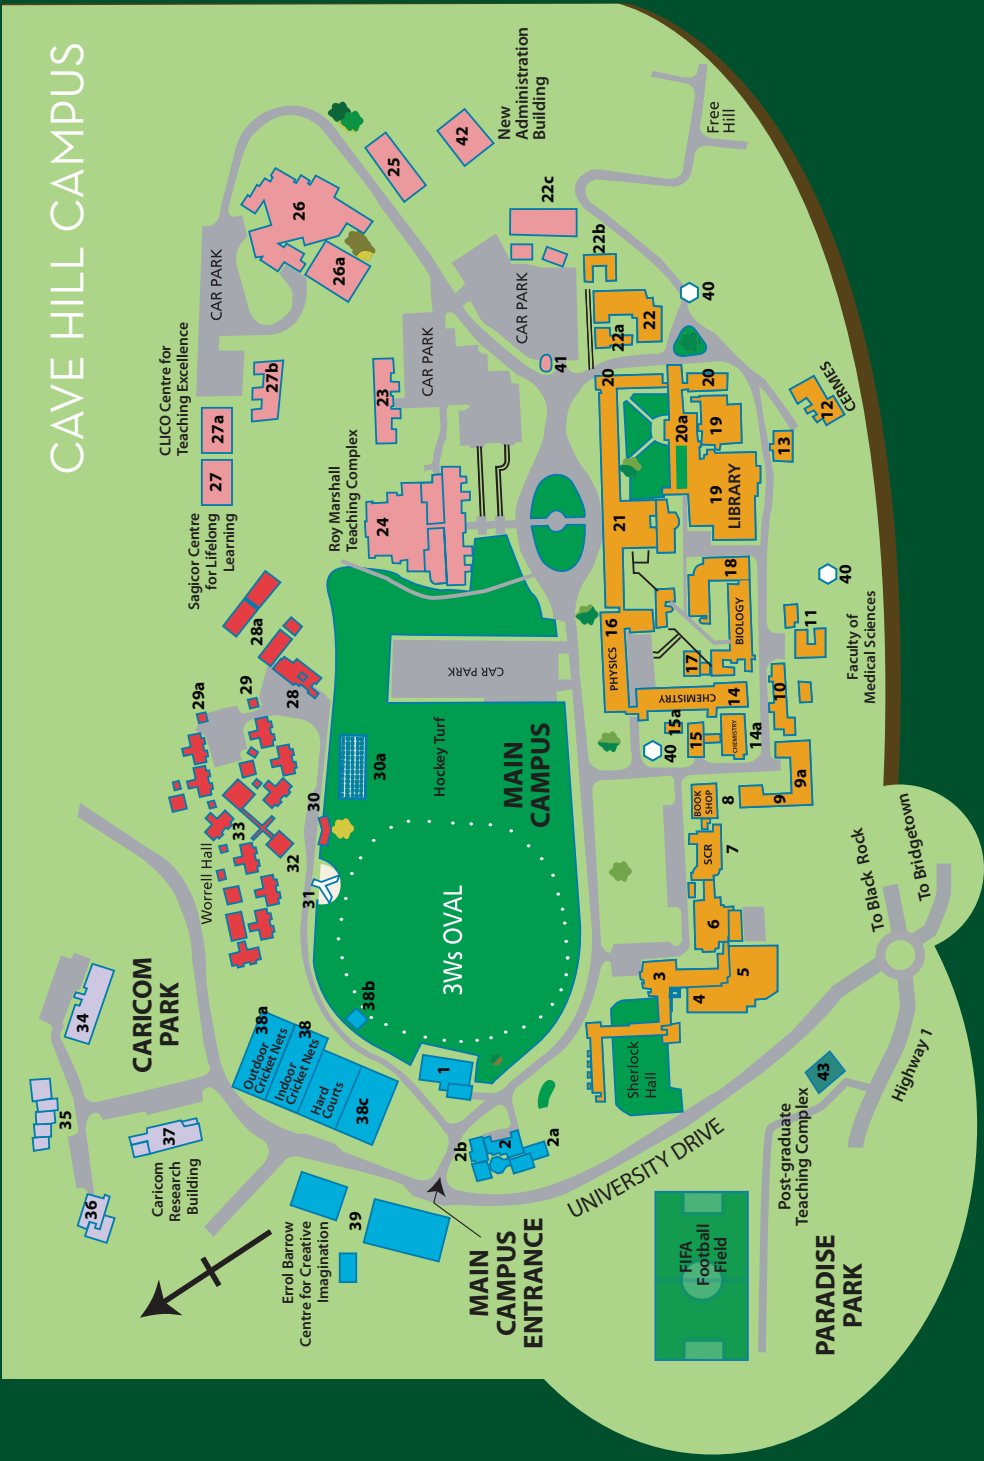 CAVE HILL CAMPUS
CAR PARK
CLICO Centre for
Teaching Excellence
27b
27a
27
Sagicor Centre
for Lifelong
Learning
26
26a
25
42
New
Administration
Building
Free
Hill
22c
22b
CAR PARK
CAR PARK
23
Roy Marshall
Teaching Complex
24
41
22a
22
40
20
20
20a
19
19
LIBRARY
12
CERMES
13
21
18
BIOLOGY
40
Faculty of
Medical Sciences
11
16
PHYSICS
17
CHEMISTRY
14
10
15a
15
CHEMISTRY
14a
40
9a
9
8
BOOK
SHOP
SCR
7
6
5
4
3
Sherlock
Hall
CAR PARK
Hockey Turf
MAIN
CAMPUS
3Ws OVAL
28a
28
29
29a
30a
30
31
32
33
Worrell Hall
34
CARICOM
PARK
35
36
37
Caricom
Research
Building
38a
Outdoor
Cricket Nets
38
Indoor
Cricket Nets
Hard
Courts
38c
38b
1
2b
2
2a
39
Errol Barrow
Centre for Creative
Imagination
MAIN
CAMPUS
ENTRANCE
UNIVERSITY DRIVE
To Black Rock
To Bridgetown
Highway 1
43
Post-graduate
Teaching Complex
FIFA
Football
Field
PARADISE
PARK